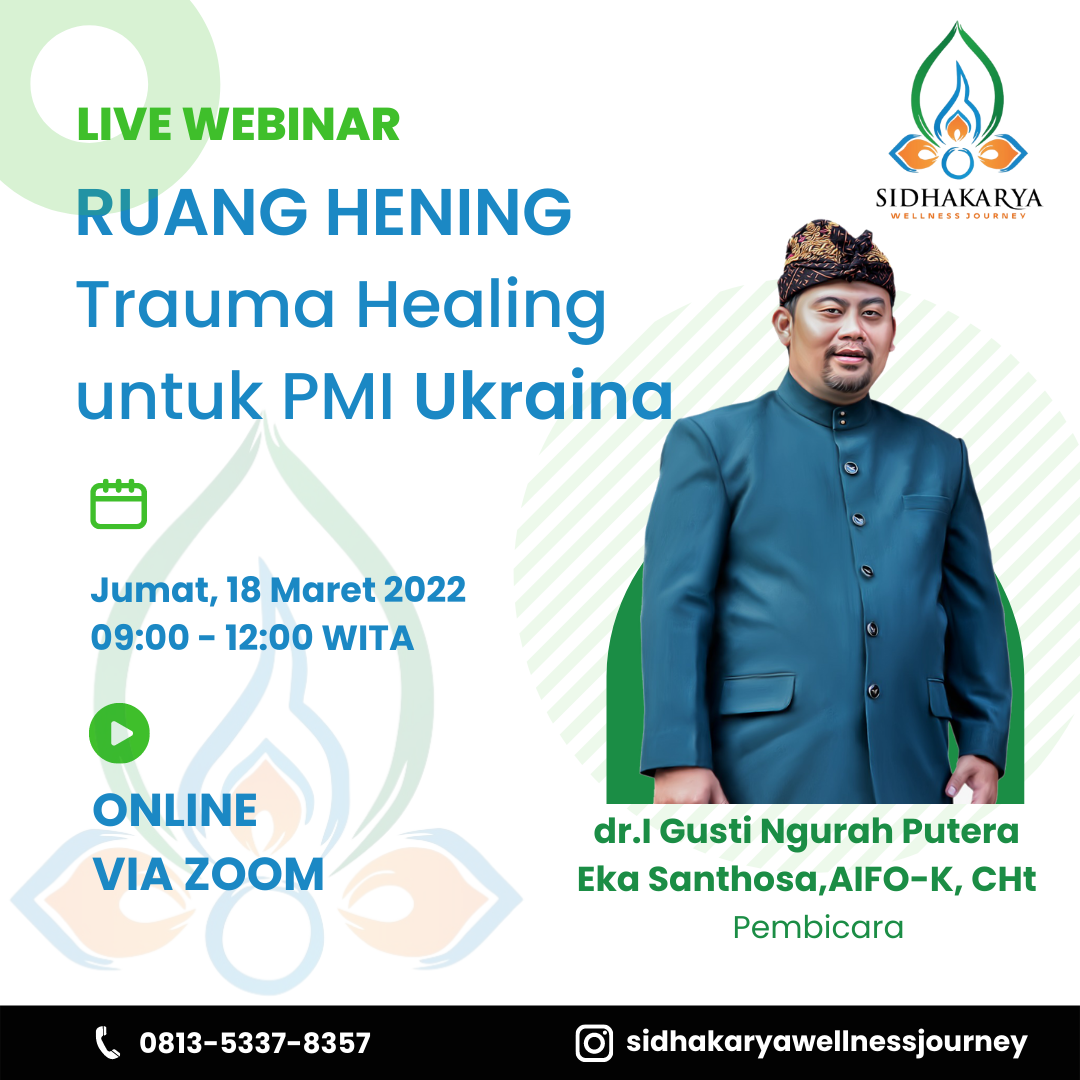 LIVE WEBINAR
RUANG HENING
Trauma Healing
untuk PMI Ukraina
SIDHAKARYA
WELLNESS JOURNEY
Jumat, 18 Maret 2022
09:00 - 12:00 WITA
ONLINE
VIA ZOOM
dr.I Gusti Ngurah Putera
Eka Santhosa,AIFO-K, CHt
Pembicara
0813-5337-8357
sidhakaryawellnessjourney